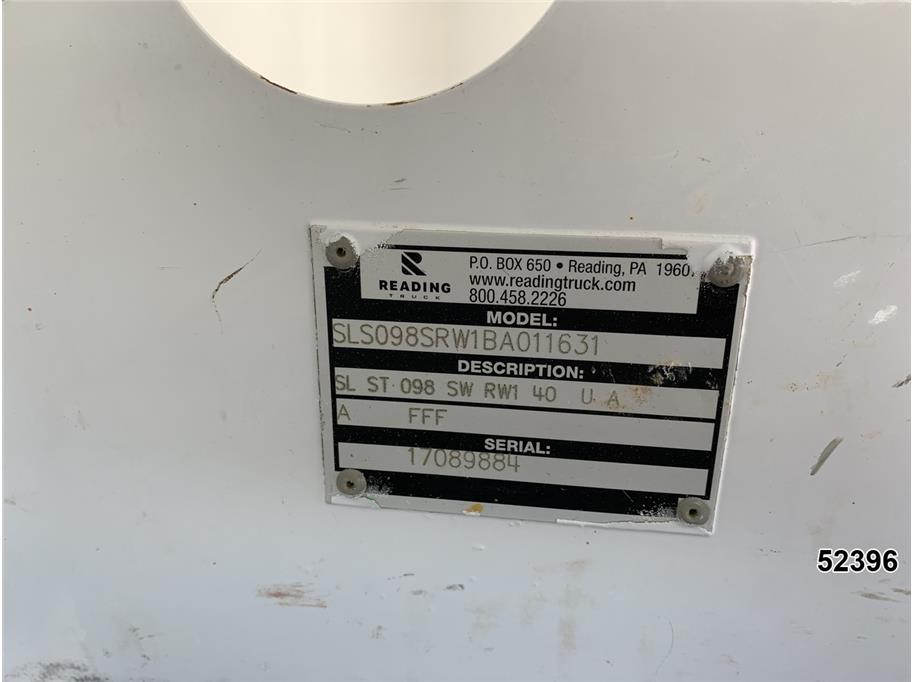 READING
TRUCK
P.O. BOX 650 • Reading, PA 19607
www.readingtruck.com
800.458.2226
MODEL:
SLS098SRW1BA011631
DESCRIPTION:
SL ST 098 SW RW1 40 U A
A FFF
SERIAL:
17089884
52396